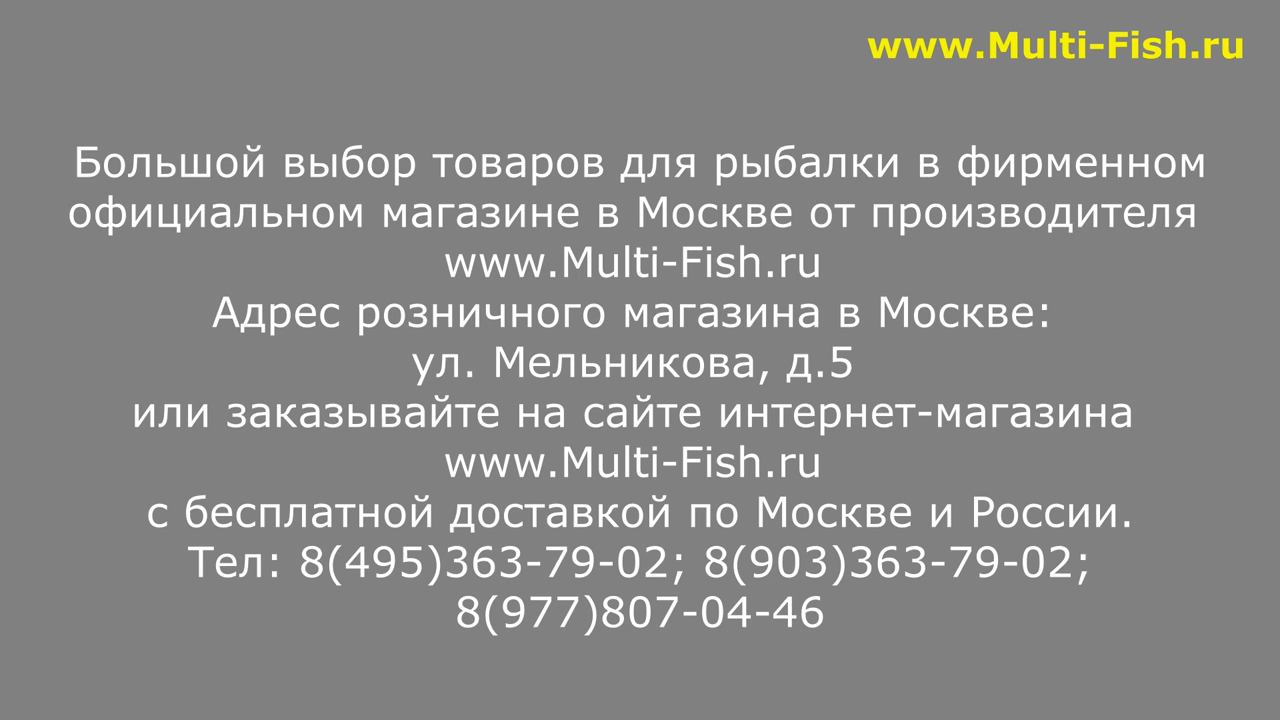 www.Multi-Fish.ru
Большой выбор товаров для рыбалки в фирменном
официальном магазине в Москве от производителя
www.Multi-Fish.ru
Адрес розничного магазина в Москве:
ул. Мельникова, д.5
или заказывайте на сайте интернет-магазина
www.Multi-Fish.ru
с бесплатной доставкой по Москве и России.
Тел: 8(495)363-79-02; 8(903)363-79-02;
8(977)807-04-46